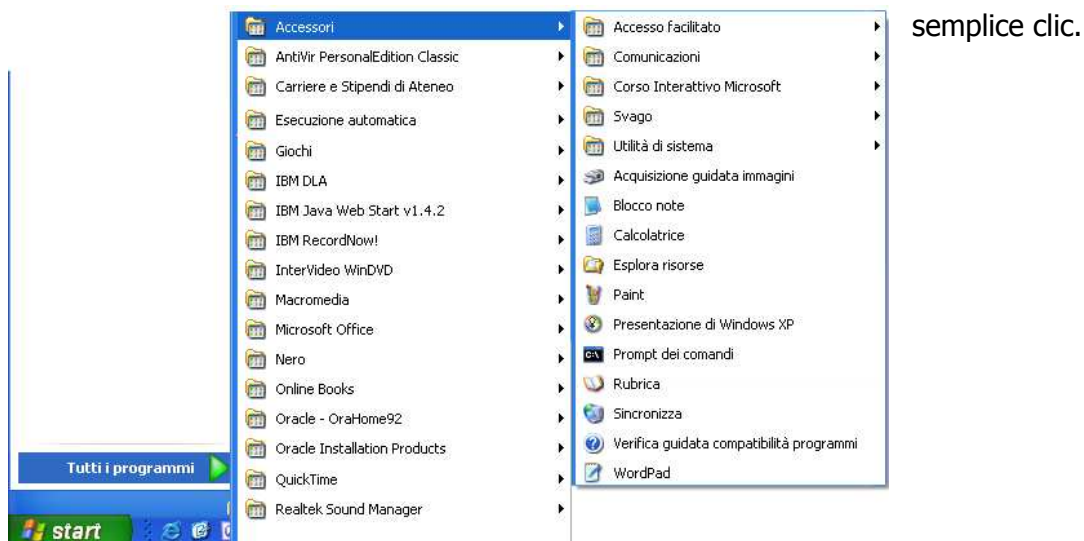 semplice clic.
Accessori
AntiVir PersonalEdition Classic
Carriere e Stipendi di Ateneo
Esecuzione automatica
Giochi
IBM DLA
IBM Java Web Start v1.4.2
IBM RecordNow!
InterVideo WinDVD
Macromedia
Microsoft Office
Nero
Online Books
Oracle - OraHome92
Oracle Installation Products
QuickTime
Realtek Sound Manager
Accesso facilitato
Comunicazioni
Corso Interattivo Microsoft
Svago
Utilità di sistema
Acquisizione guidata immagini
Blocco note
Calcolatrice
Esplora risorse
Paint
Presentazione di Windows XP
Prompt dei comandi
Rubrica
Sincronizza
Verifica guidata compatibilità programmi
WordPad
Tutti i programmi
start